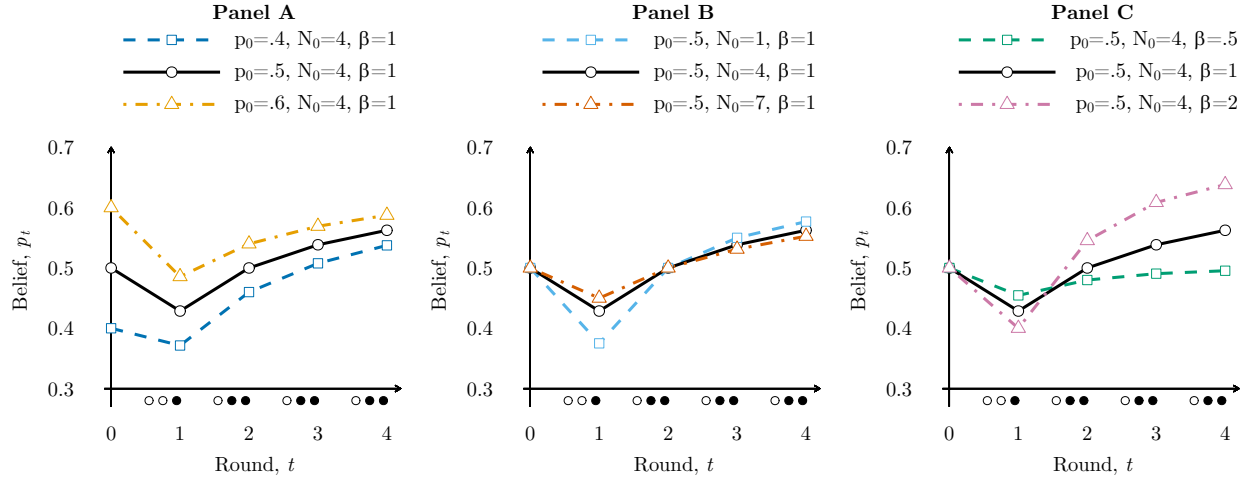 Panel A
p₀=.4, N₀=4, β=1
p₀=.5, N₀=4, β=1
p₀=.6, N₀=4, β=1
Belief, pₜ
0.7
0.6
0.5
0.4
0.3
0 1 2 3 4
Round, t
Panel B
p₀=.5, N₀=1, β=1
p₀=.5, N₀=4, β=1
p₀=.5, N₀=7, β=1
Belief, pₜ
0.7
0.6
0.5
0.4
0.3
0 1 2 3 4
Round, t
Panel C
p₀=.5, N₀=4, β=.5
p₀=.5, N₀=4, β=1
p₀=.5, N₀=4, β=2
Belief, pₜ
0.7
0.6
0.5
0.4
0.3
0 1 2 3 4
Round, t